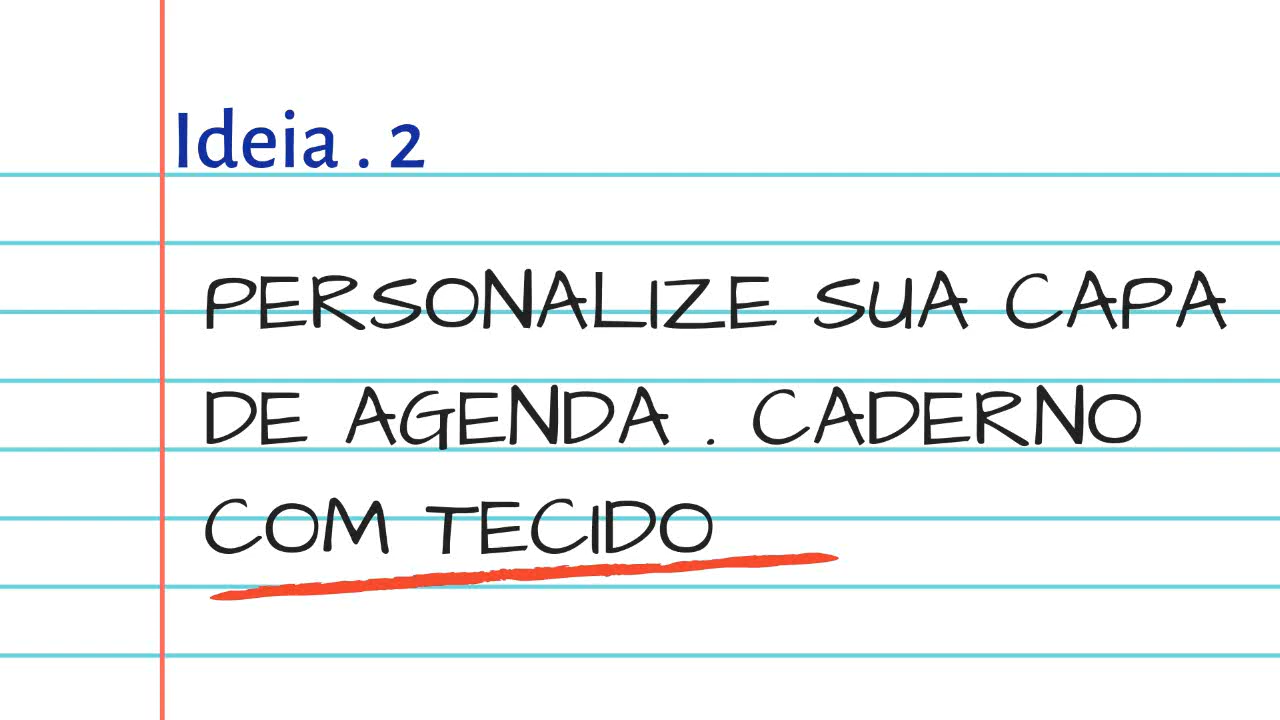 Ideia . 2
PERSONALIZE SUA CAPA
DE AGENDA . CADERNO
COM TECIDO